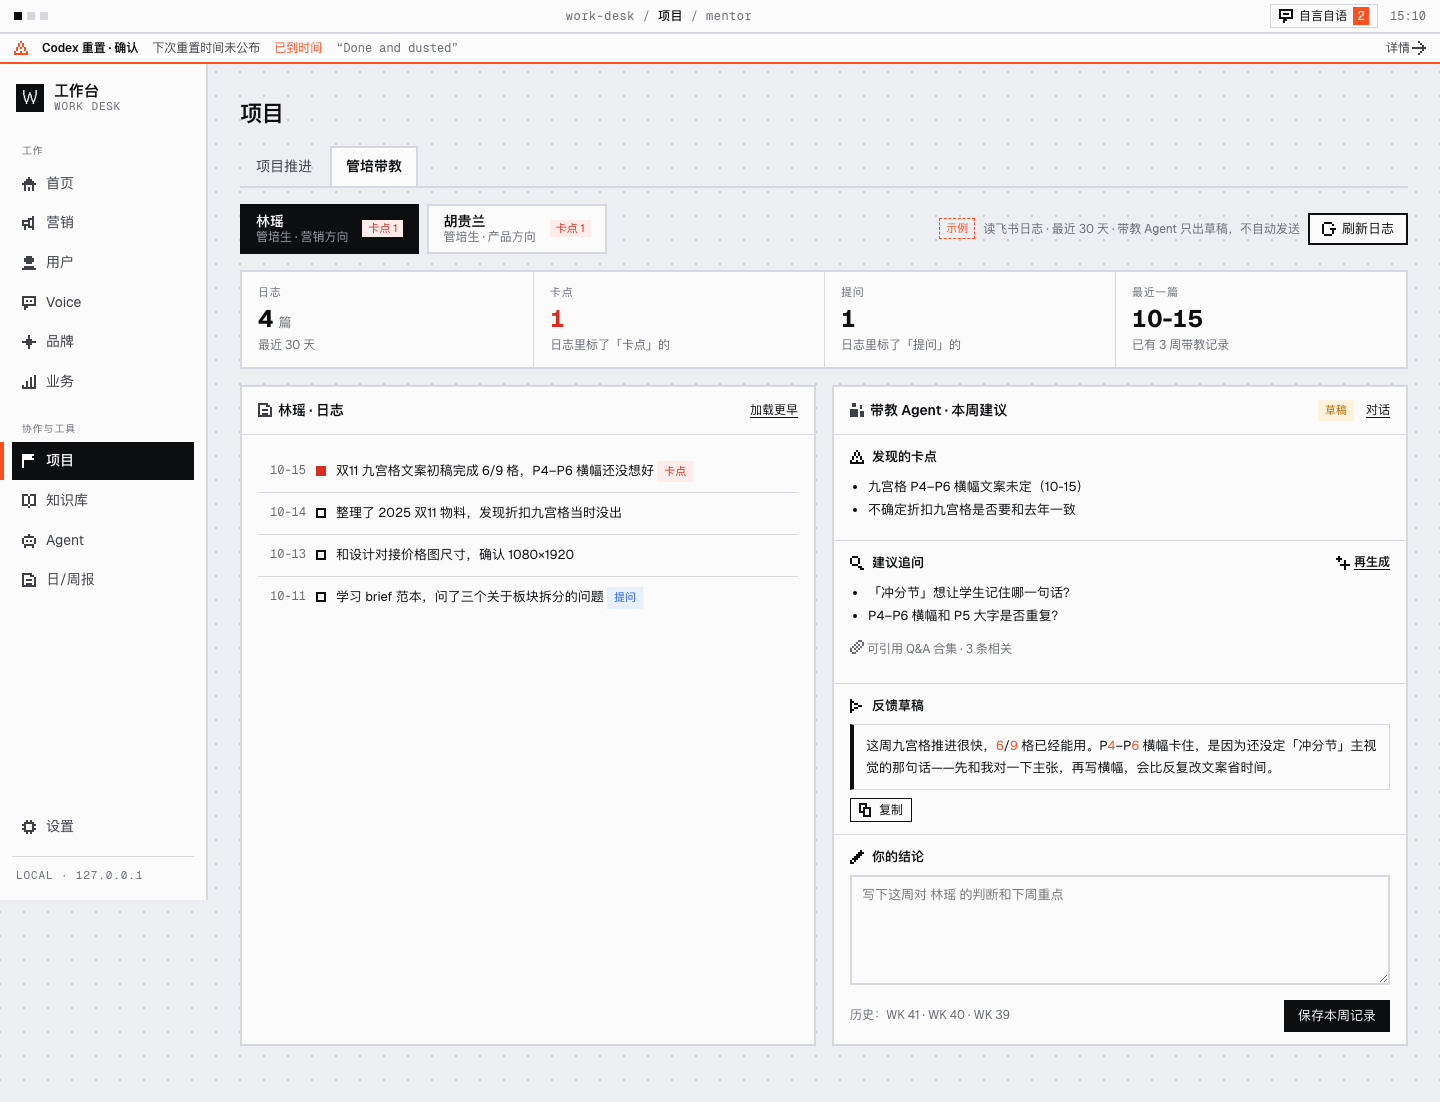 work-desk / 项目 / mentor
自言自语 2
15:10
Codex 重置 · 确认 下次重置时间未公布 已到时间 “Done and dusted”
详情
W
工作台
WORK DESK
工作
首页
营销
用户
Voice
品牌
业务
协作与工具
项目
知识库
Agent
日/周报
设置
LOCAL · 127.0.0.1
项目
项目推进
管培带教
林瑶
管培生 · 营销方向
卡点 1
胡贵兰
管培生 · 产品方向
卡点 1
示例 读飞书日志 · 最近 30 天 · 带教 Agent 只出草稿，不自动发送
刷新日志
日志
4 篇
最近 30 天
卡点
1
日志里标了「卡点」的
提问
1
日志里标了「提问」的
最近一篇
10-15
已有 3 周带教记录
林瑶 · 日志
加载更早
10-15 双11 九宫格文案初稿完成 6/9 格，P4–P6 横幅还没想好 卡点
10-14 整理了 2025 双11 物料，发现折扣九宫格当时没出
10-13 和设计对接价格图尺寸，确认 1080×1920
10-11 学习 brief 范本，问了三个关于板块拆分的问题 提问
带教 Agent · 本周建议
草稿
对话
发现的卡点
• 九宫格 P4–P6 横幅文案未定（10-15）
• 不确定折扣九宫格是否要和去年一致
建议追问
再生成
• 「冲分节」想让学生记住哪一句话？
• P4–P6 横幅和 P5 大字是否重复？
可引用 Q&A 合集 · 3 条相关
反馈草稿
这周九宫格推进很快，6/9 格已经能用。P4–P6 横幅卡住，是因为还没定「冲分节」主视
觉的那句话——先和我对一下主张，再写横幅，会比反复改文案省时间。
复制
你的结论
写下这周对 林瑶 的判断和下周重点
历史：WK 41 · WK 40 · WK 39
保存本周记录